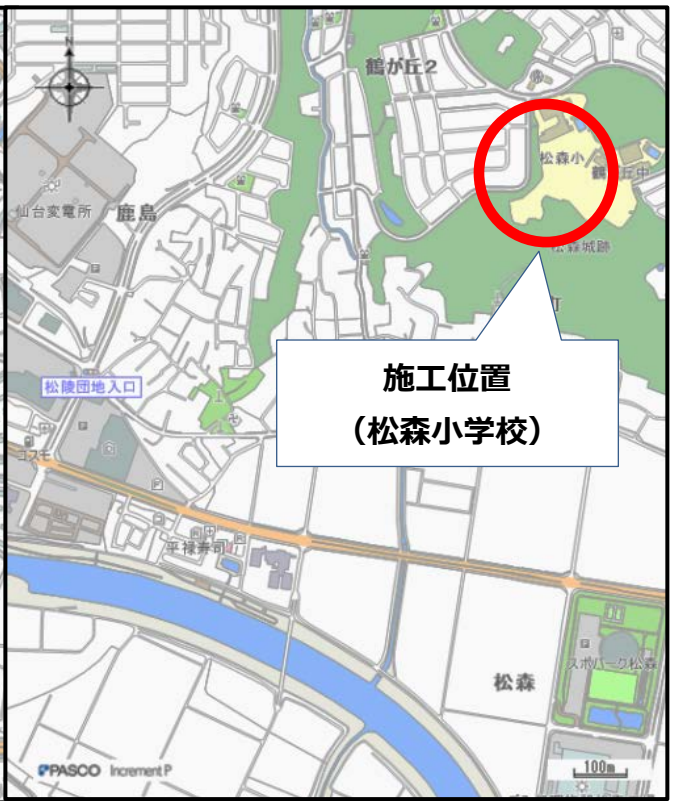 N
鶴が丘2
松森小
鶴が丘中
仙台変電所
鹿島
松森城跡
町
施工位置
（松森小学校）
松陵団地入口
コスモ
平禄寿司
スポパーク松森
松森
PASCO Increment P
100m